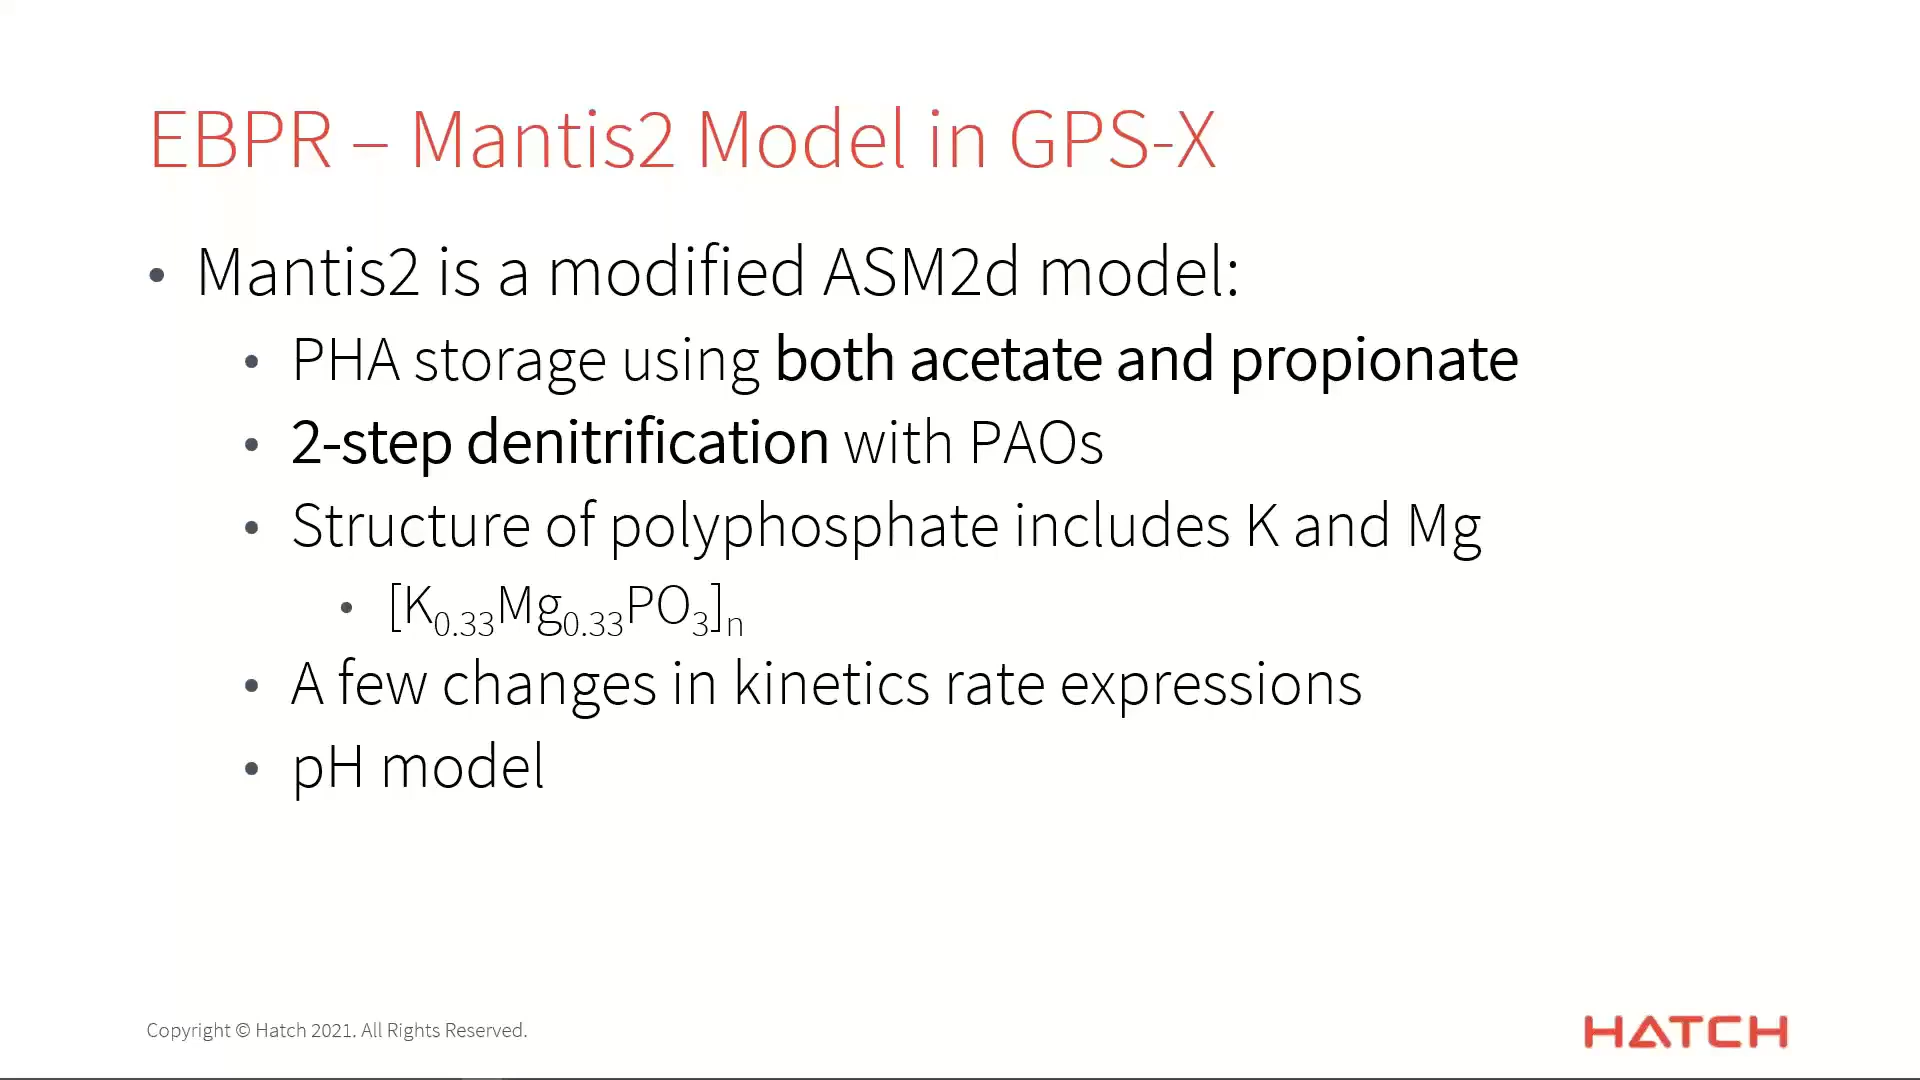 EBPR – Mantis2 Model in GPS-X
• Mantis2 is a modified ASM2d model:
• PHA storage using both acetate and propionate
• 2-step denitrification with PAOs
• Structure of polyphosphate includes K and Mg
• [K0.33Mg0.33PO3]n
• A few changes in kinetics rate expressions
• pH model
Copyright © Hatch 2021. All Rights Reserved.
HATCH